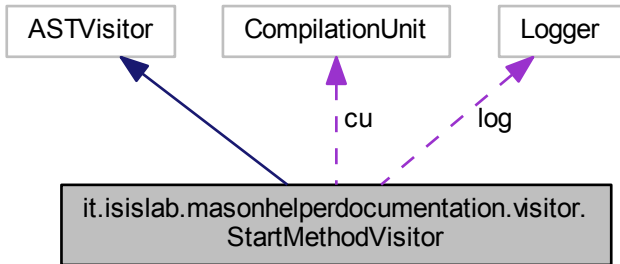 ASTVisitor
CompilationUnit
Logger
cu
log
it.isislab.masonhelperdocumentation.visitor.
StartMethodVisitor